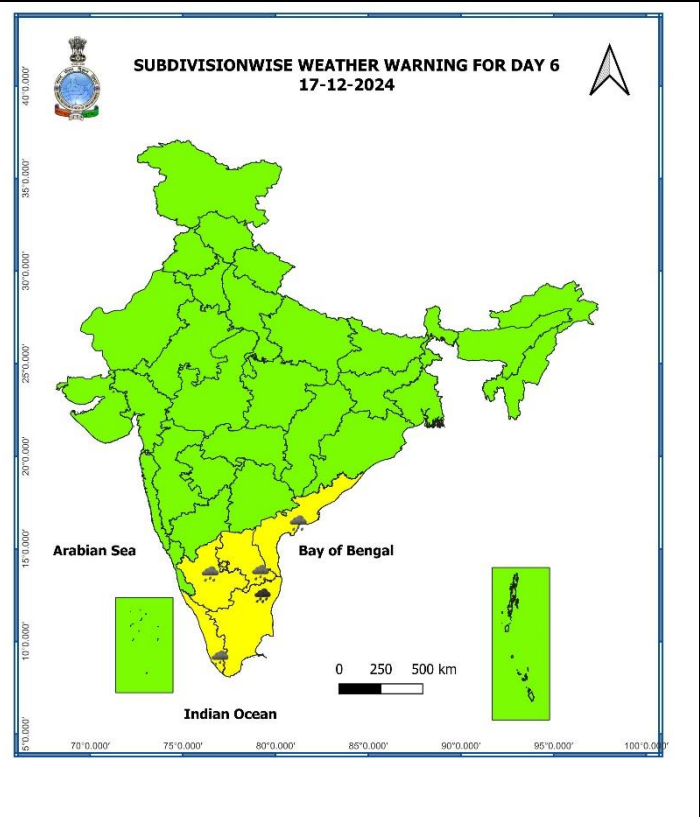 SUBDIVISIONWISE WEATHER WARNING FOR DAY 6
17-12-2024
40°0.000'
35°0.000'
30°0.000'
25°0.000'
20°0.000'
15°0.000'
10°0.000'
5°0.000'
Arabian Sea
Bay of Bengal
0 250 500 km
Indian Ocean
70°0.000' 75°0.000' 80°0.000' 85°0.000' 90°0.000' 95°0.000' 100°0.000'